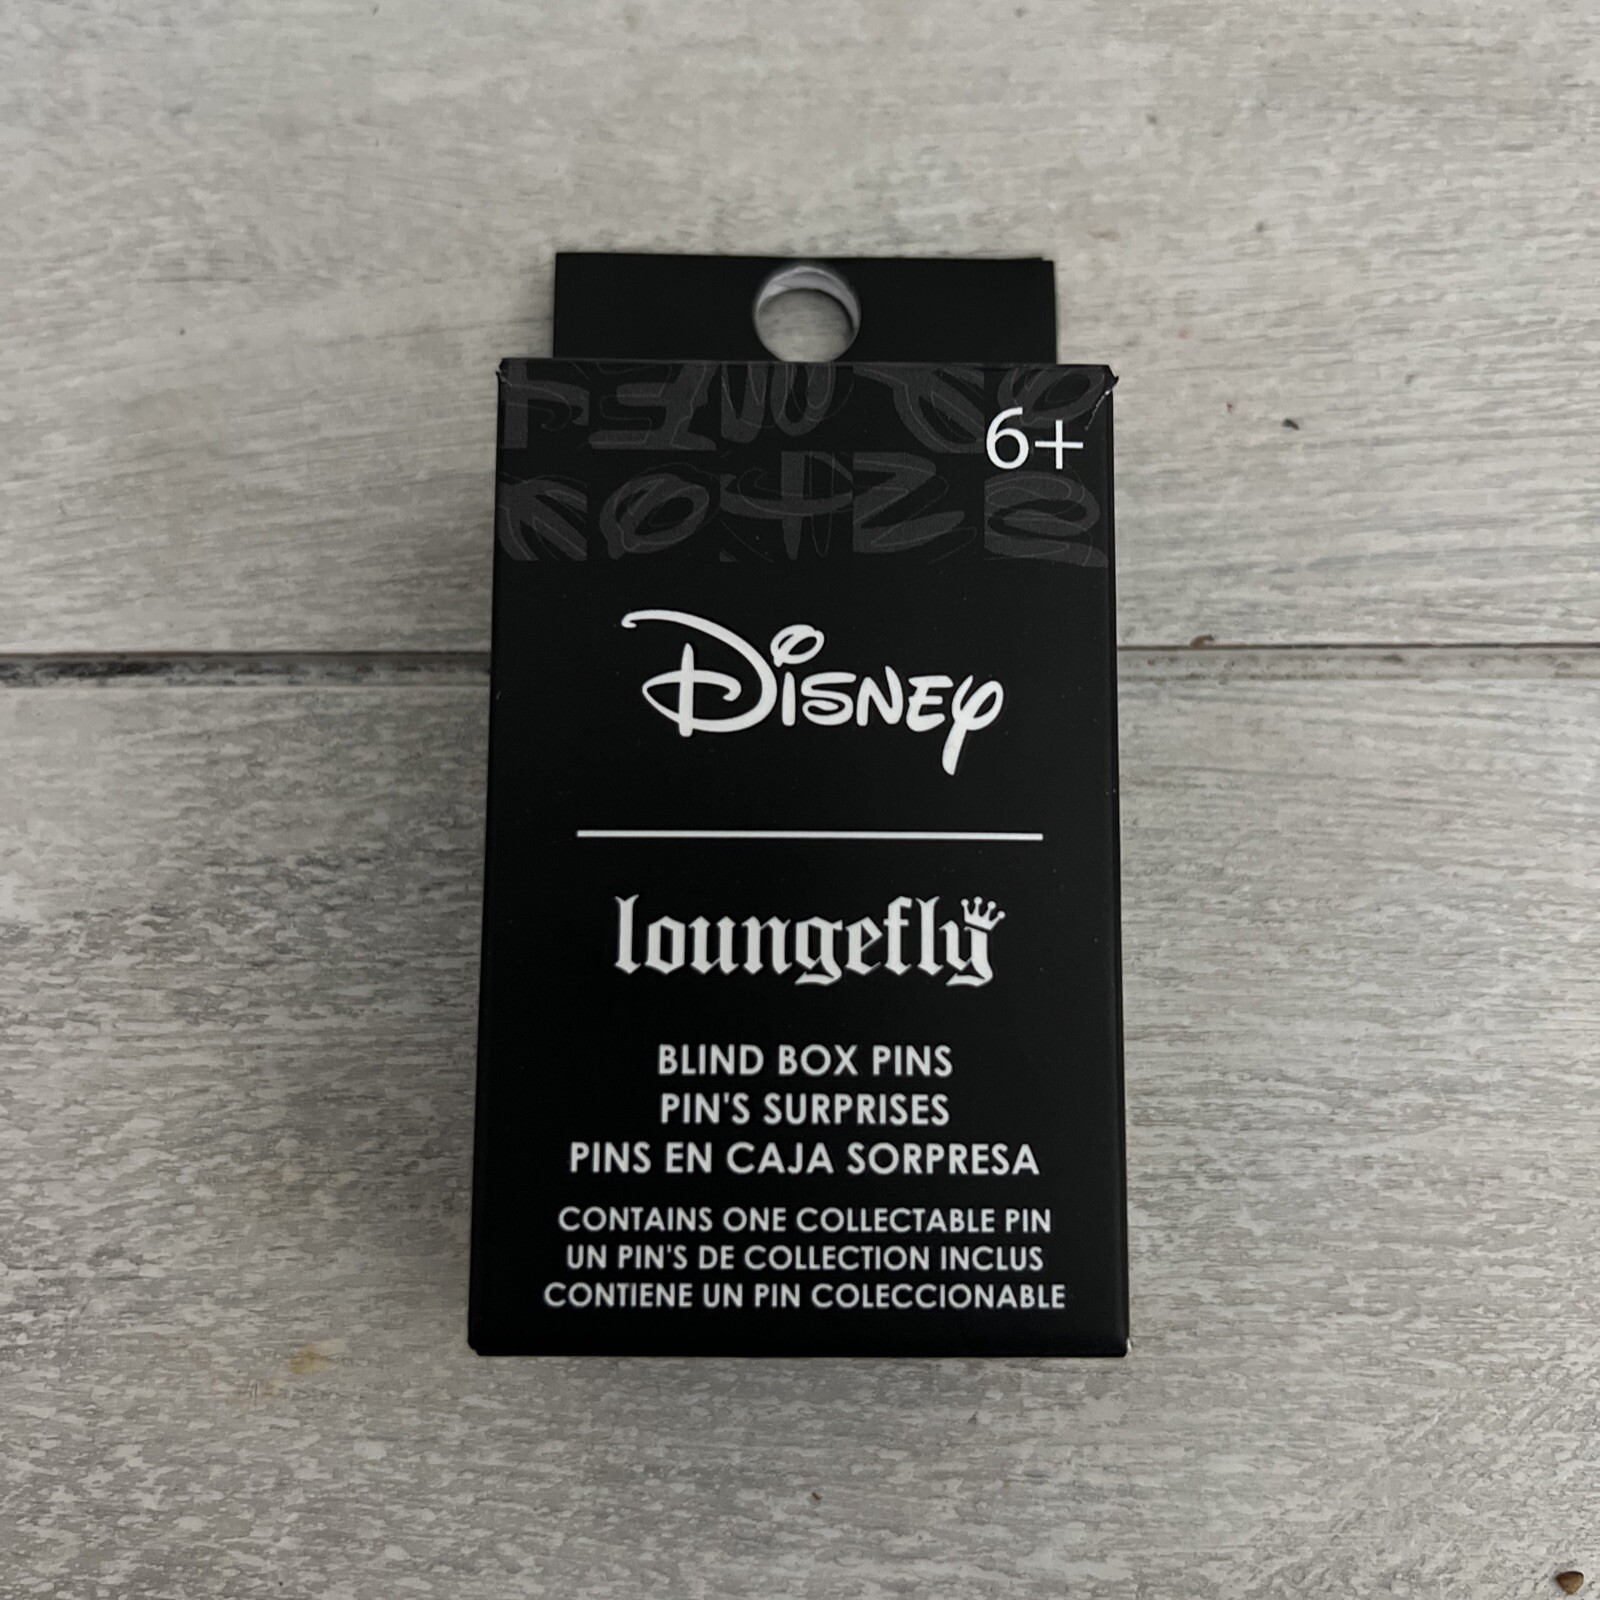 6+
Disney
loungefly
BLIND BOX PINS
PIN'S SURPRISES
PINS EN CAJA SORPRESA
CONTAINS ONE COLLECTABLE PIN
UN PIN'S DE COLLECTION INCLUS
CONTIENE UN PIN COLECCIONABLE